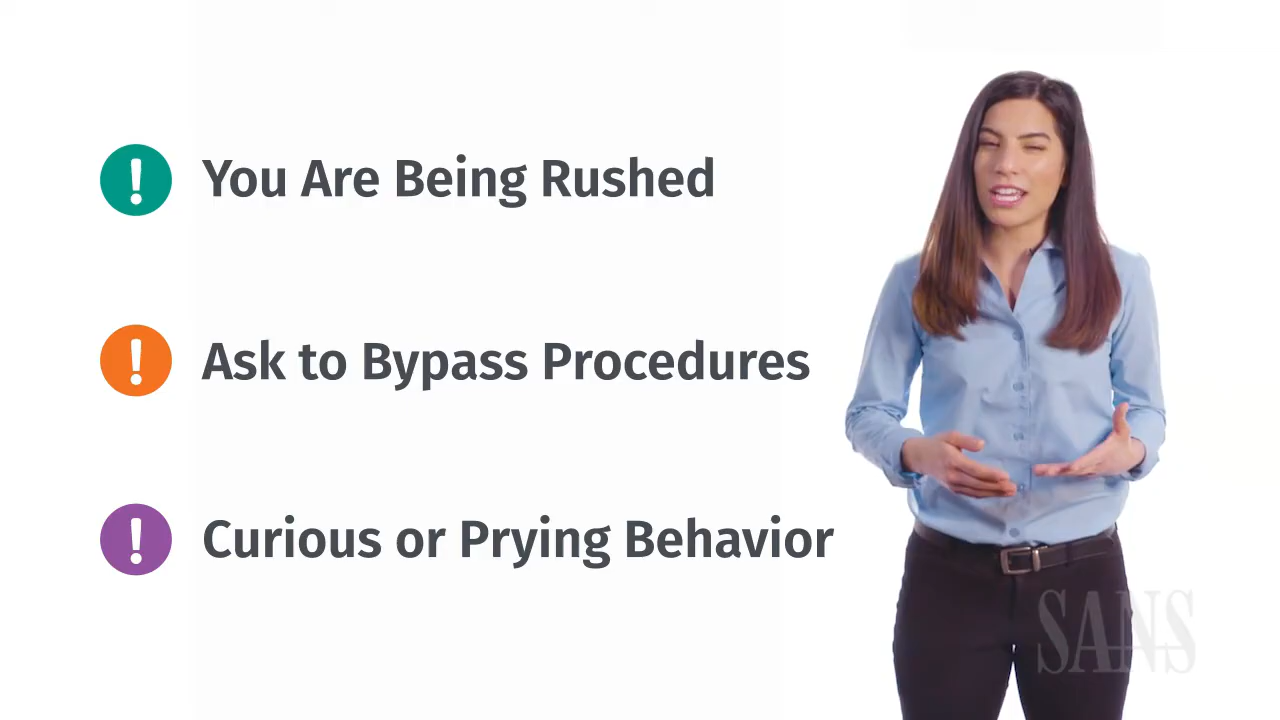 You Are Being Rushed
Ask to Bypass Procedures
Curious or Prying Behavior
SANS